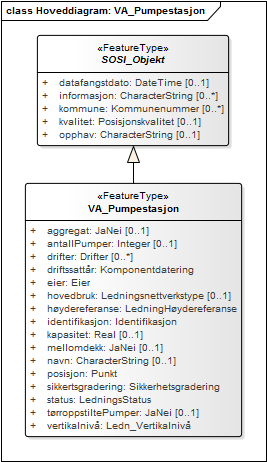 class Hoveddiagram: VA_Pumpestasjon
«FeatureType»
SOSI_Objekt
+ datafangstdato: DateTime [0..1]
+ informasjon: CharacterString [0..*]
+ kommune: Kommunenummer [0..*]
+ kvalitet: Posisjonskvalitet [0..1]
+ opphav: CharacterString [0..1]
«FeatureType»
VA_Pumpestasjon
+ aggregat: JaNei [0..1]
+ antallPumper: Integer [0..1]
+ drifter: Drifter [0..*]
+ driftssattår: Komponentdatering
+ eier: Eier
+ hovedbruk: Ledningsnettverkstype [0..1]
+ høydereferanse: LedningHøydereferanse
+ identifikasjon: Identifikasjon
+ kapasitet: Real [0..1]
+ mellomdekk: JaNei [0..1]
+ navn: CharacterString [0..1]
+ posisjon: Punkt
+ sikkertsgradering: Sikkerhetsgradering
+ status: LedningsStatus
+ tørroppstiltePumper: JaNei [0..1]
+ vertikalnivå: Ledn_Vertikalnivå